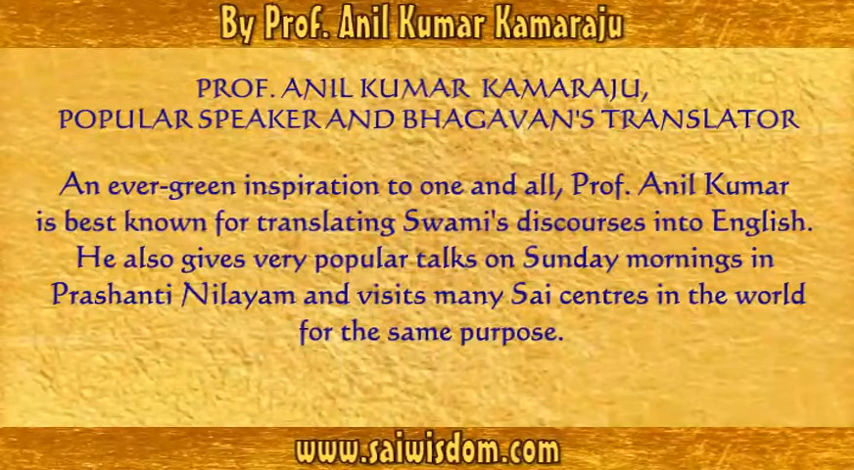 By Prof. Anil Kumar Kamaraju
PROF. ANIL KUMAR KAMARAJU,
POPULAR SPEAKER AND BHAGAVAN'S TRANSLATOR
An ever-green inspiration to one and all, Prof. Anil Kumar
is best known for translating Swami's discourses into English.
He also gives very popular talks on Sunday mornings in
Prashanti Nilayam and visits many Sai centres in the world
for the same purpose.
www.saiwisdom.com